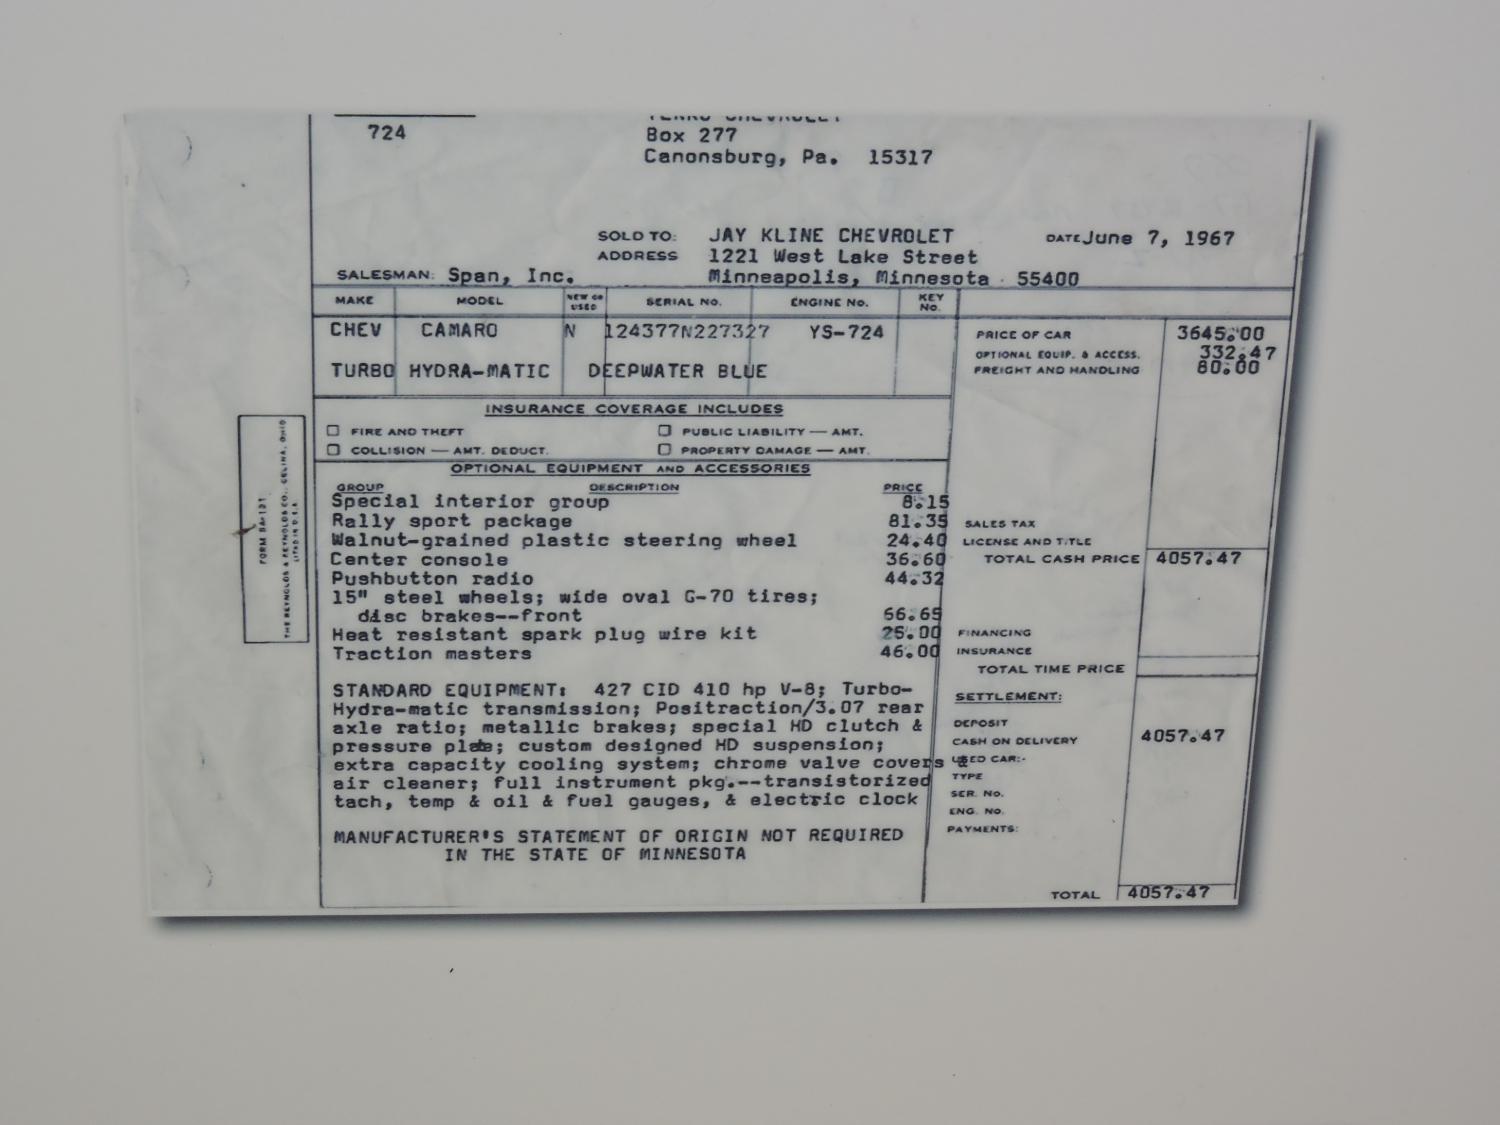 724
Box 277
Canonsburg, Pa. 15317
SOLD TO: JAY KLINE CHEVROLET
DATE June 7, 1967
ADDRESS 1221 West Lake Street
SALESMAN: Span, Inc.
Minneapolis, Minnesota 55400
MAKE MODEL NEW OR USED SERIAL NO. ENGINE NO. KEY NO.
CHEV CAMARO N 124377N227327 YS-724
TURBO HYDRA-MATIC DEEPWATER BLUE
PRICE OF CAR 3645.00
OPTIONAL EQUIP. & ACCESS. 332.47
FREIGHT AND HANDLING 80.00
INSURANCE COVERAGE INCLUDES
FIRE AND THEFT PUBLIC LIABILITY — AMT.
COLLISION — AMT. DEDUCT. PROPERTY DAMAGE — AMT.
OPTIONAL EQUIPMENT AND ACCESSORIES
GROUP DESCRIPTION PRICE
Special interior group 8.15
Rally sport package 81.35
Walnut-grained plastic steering wheel 24.40
Center console 36.60
Pushbutton radio 44.32
15" steel wheels; wide oval G-70 tires;
disc brakes--front 66.65
Heat resistant spark plug wire kit 25.00
Traction masters 46.00
STANDARD EQUIPMENT: 427 CID 410 hp V-8; Turbo-
Hydra-matic transmission; Positraction/3.07 rear
axle ratio; metallic brakes; special HD clutch &
pressure plate; custom designed HD suspension;
extra capacity cooling system; chrome valve covers &
air cleaner; full instrument pkg.--transistorized
tach, temp & oil & fuel gauges, & electric clock
MANUFACTURER'S STATEMENT OF ORIGIN NOT REQUIRED
IN THE STATE OF MINNESOTA
SALES TAX
LICENSE AND TITLE
TOTAL CASH PRICE 4057.47
FINANCING
INSURANCE
TOTAL TIME PRICE
SETTLEMENT:
DEPOSIT
CASH ON DELIVERY 4057.47
USED CAR:-
TYPE
SER. NO.
ENG. NO.
PAYMENTS:
TOTAL 4057.47
FORM SA-121
THE REYNOLDS & REYNOLDS CO., CELINA, OHIO
LITHO IN U.S.A.